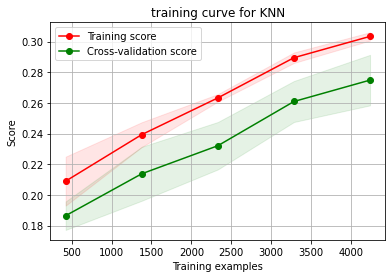 training curve for KNN
Training score
Cross-validation score
Score
0.30
0.28
0.26
0.24
0.22
0.20
0.18
500 1000 1500 2000 2500 3000 3500 4000
Training examples